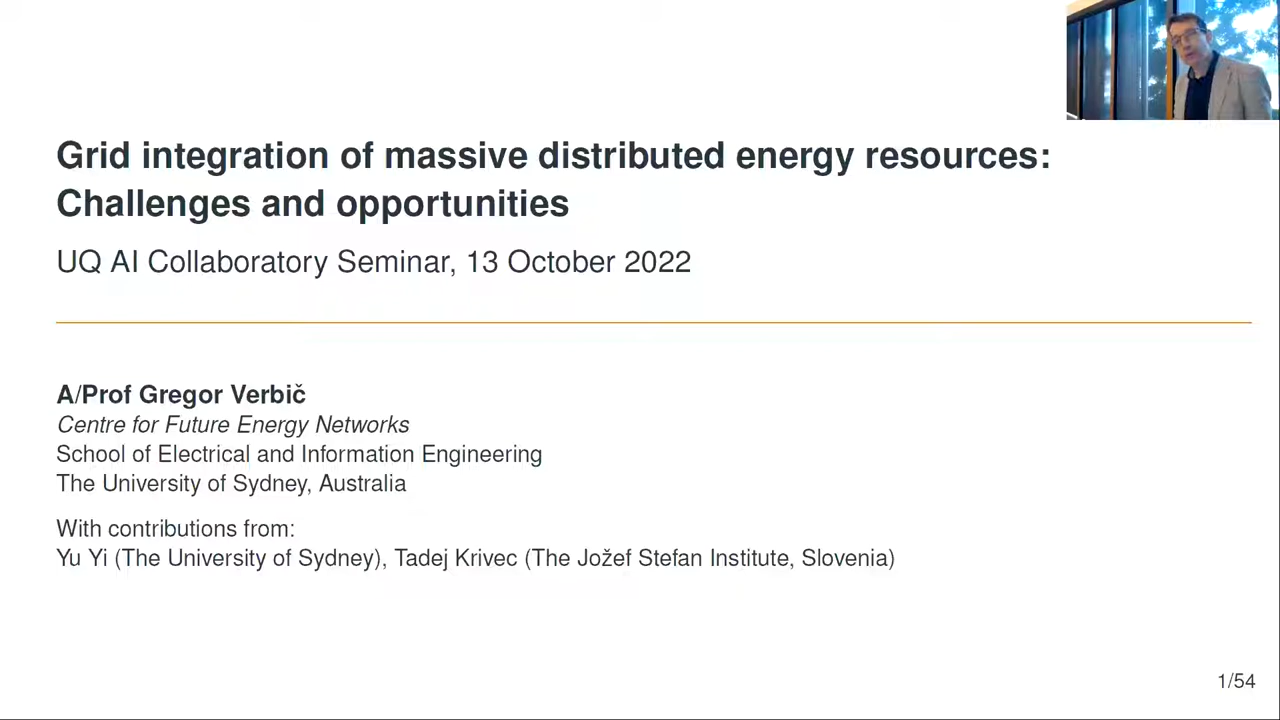 Grid integration of massive distributed energy resources:
Challenges and opportunities
UQ AI Collaboratory Seminar, 13 October 2022
A/Prof Gregor Verbič
Centre for Future Energy Networks
School of Electrical and Information Engineering
The University of Sydney, Australia
With contributions from:
Yu Yi (The University of Sydney), Tadej Krivec (The Jožef Stefan Institute, Slovenia)
1/54